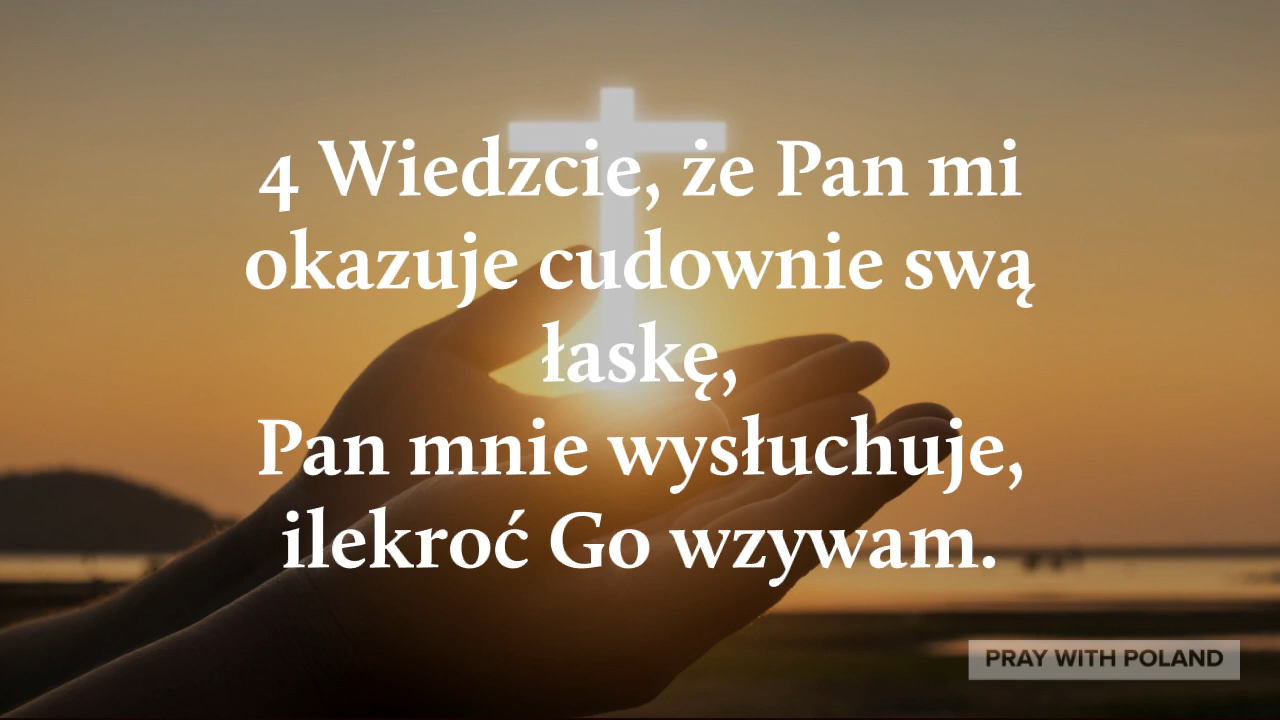 4 Wiedzcie, że Pan mi
okazuje cudownie swą
łaskę,
Pan mnie wysłuchuje,
ilekroć Go wzywam.
PRAY WITH POLAND